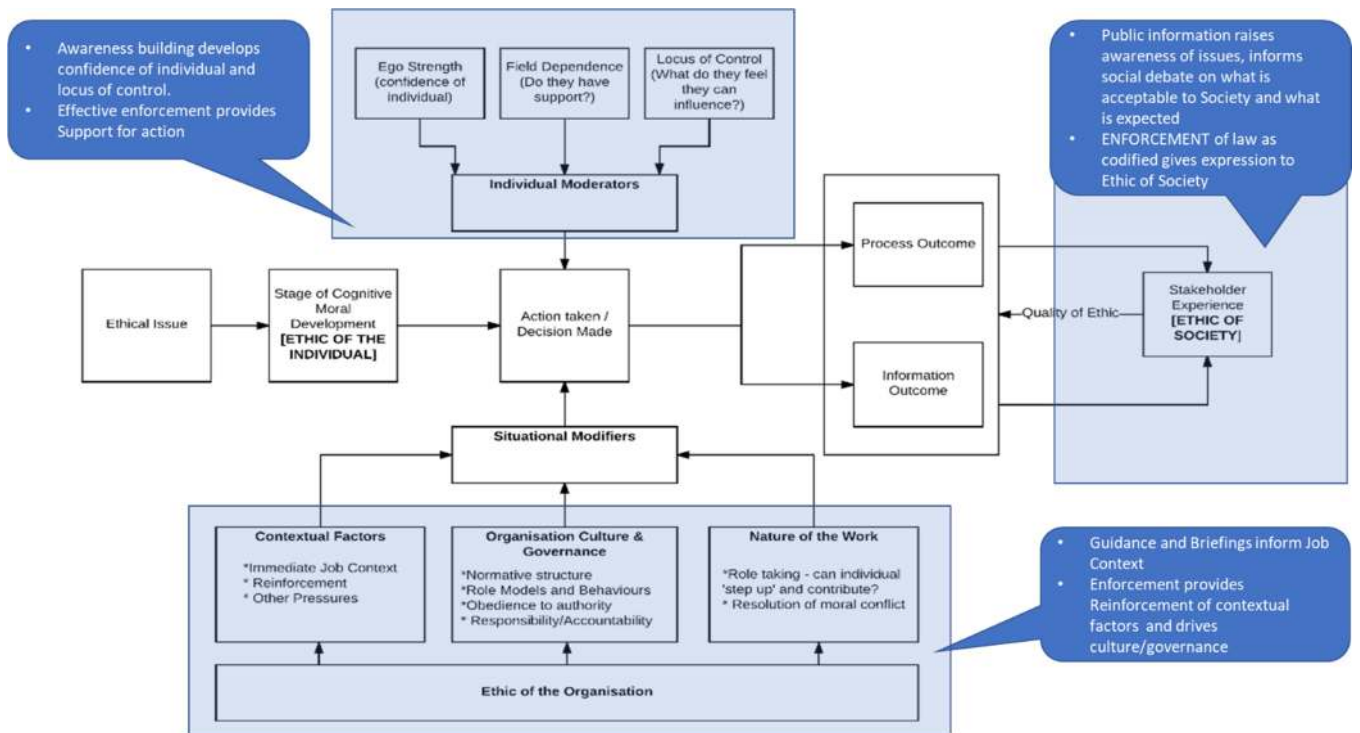 • Awareness building develops
confidence of individual and
locus of control.
• Effective enforcement provides
Support for action
Ego Strength
(confidence of
individual)
Field Dependence
(Do they have
support?)
Locus of Control
(What do they feel
they can
influence?)
Individual Moderators
• Public information raises
awareness of issues, informs
social debate on what is
acceptable to Society and what
is expected
• ENFORCEMENT of law as
codified gives expression to
Ethic of Society
Ethical Issue
Stage of Cognitive
Moral
Development
[ETHIC OF THE
INDIVIDUAL]
Action taken /
Decision Made
Process Outcome
Information
Outcome
Quality of Ethic
Stakeholder
Experience
[ETHIC OF
SOCIETY]
Situational Modifiers
Contextual Factors
*Immediate Job Context
* Reinforcement
* Other Pressures
Organisation Culture &
Governance
*Normative structure
*Role Models and Behaviours
*Obedience to authority
* Responsibility/Accountability
Nature of the Work
*Role taking - can individual
'step up' and contribute?
* Resolution of moral conflict
Ethic of the Organisation
• Guidance and Briefings inform Job
Context
• Enforcement provides
Reinforcement of contextual
factors and drives
culture/governance